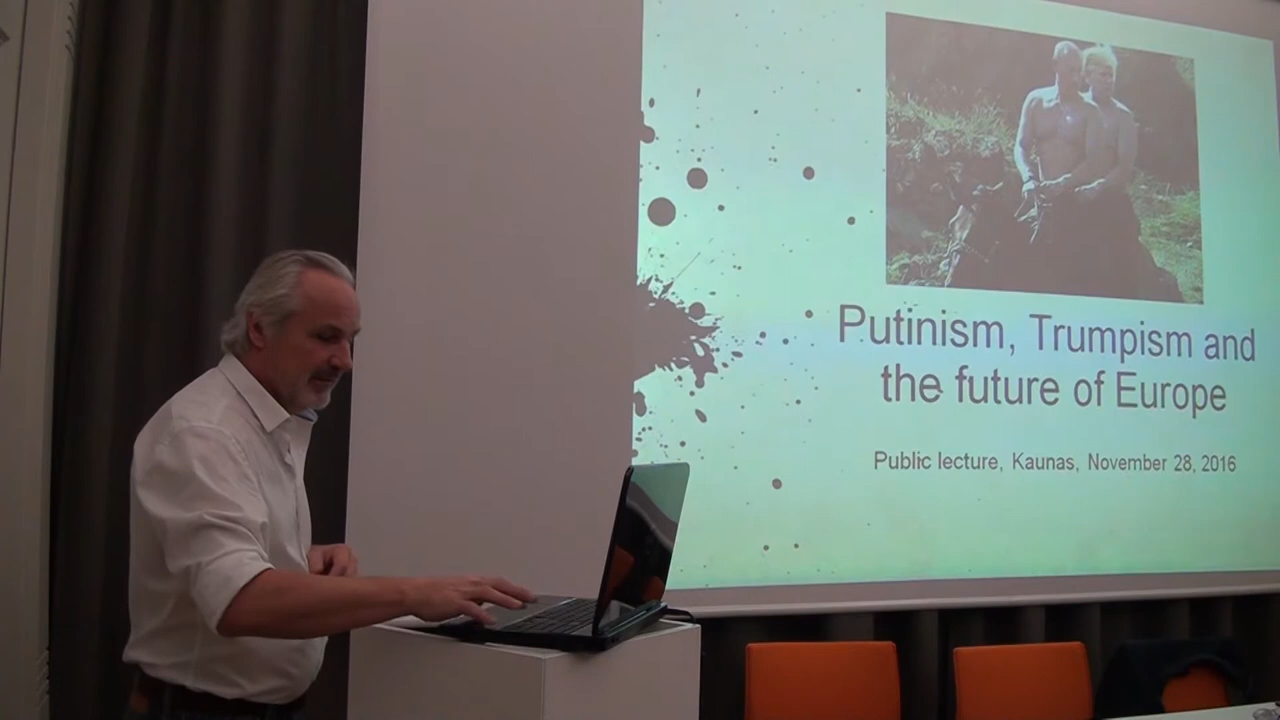 Putinism, Trumpism and
the future of Europe
Public lecture, Kaunas, November 28, 2016